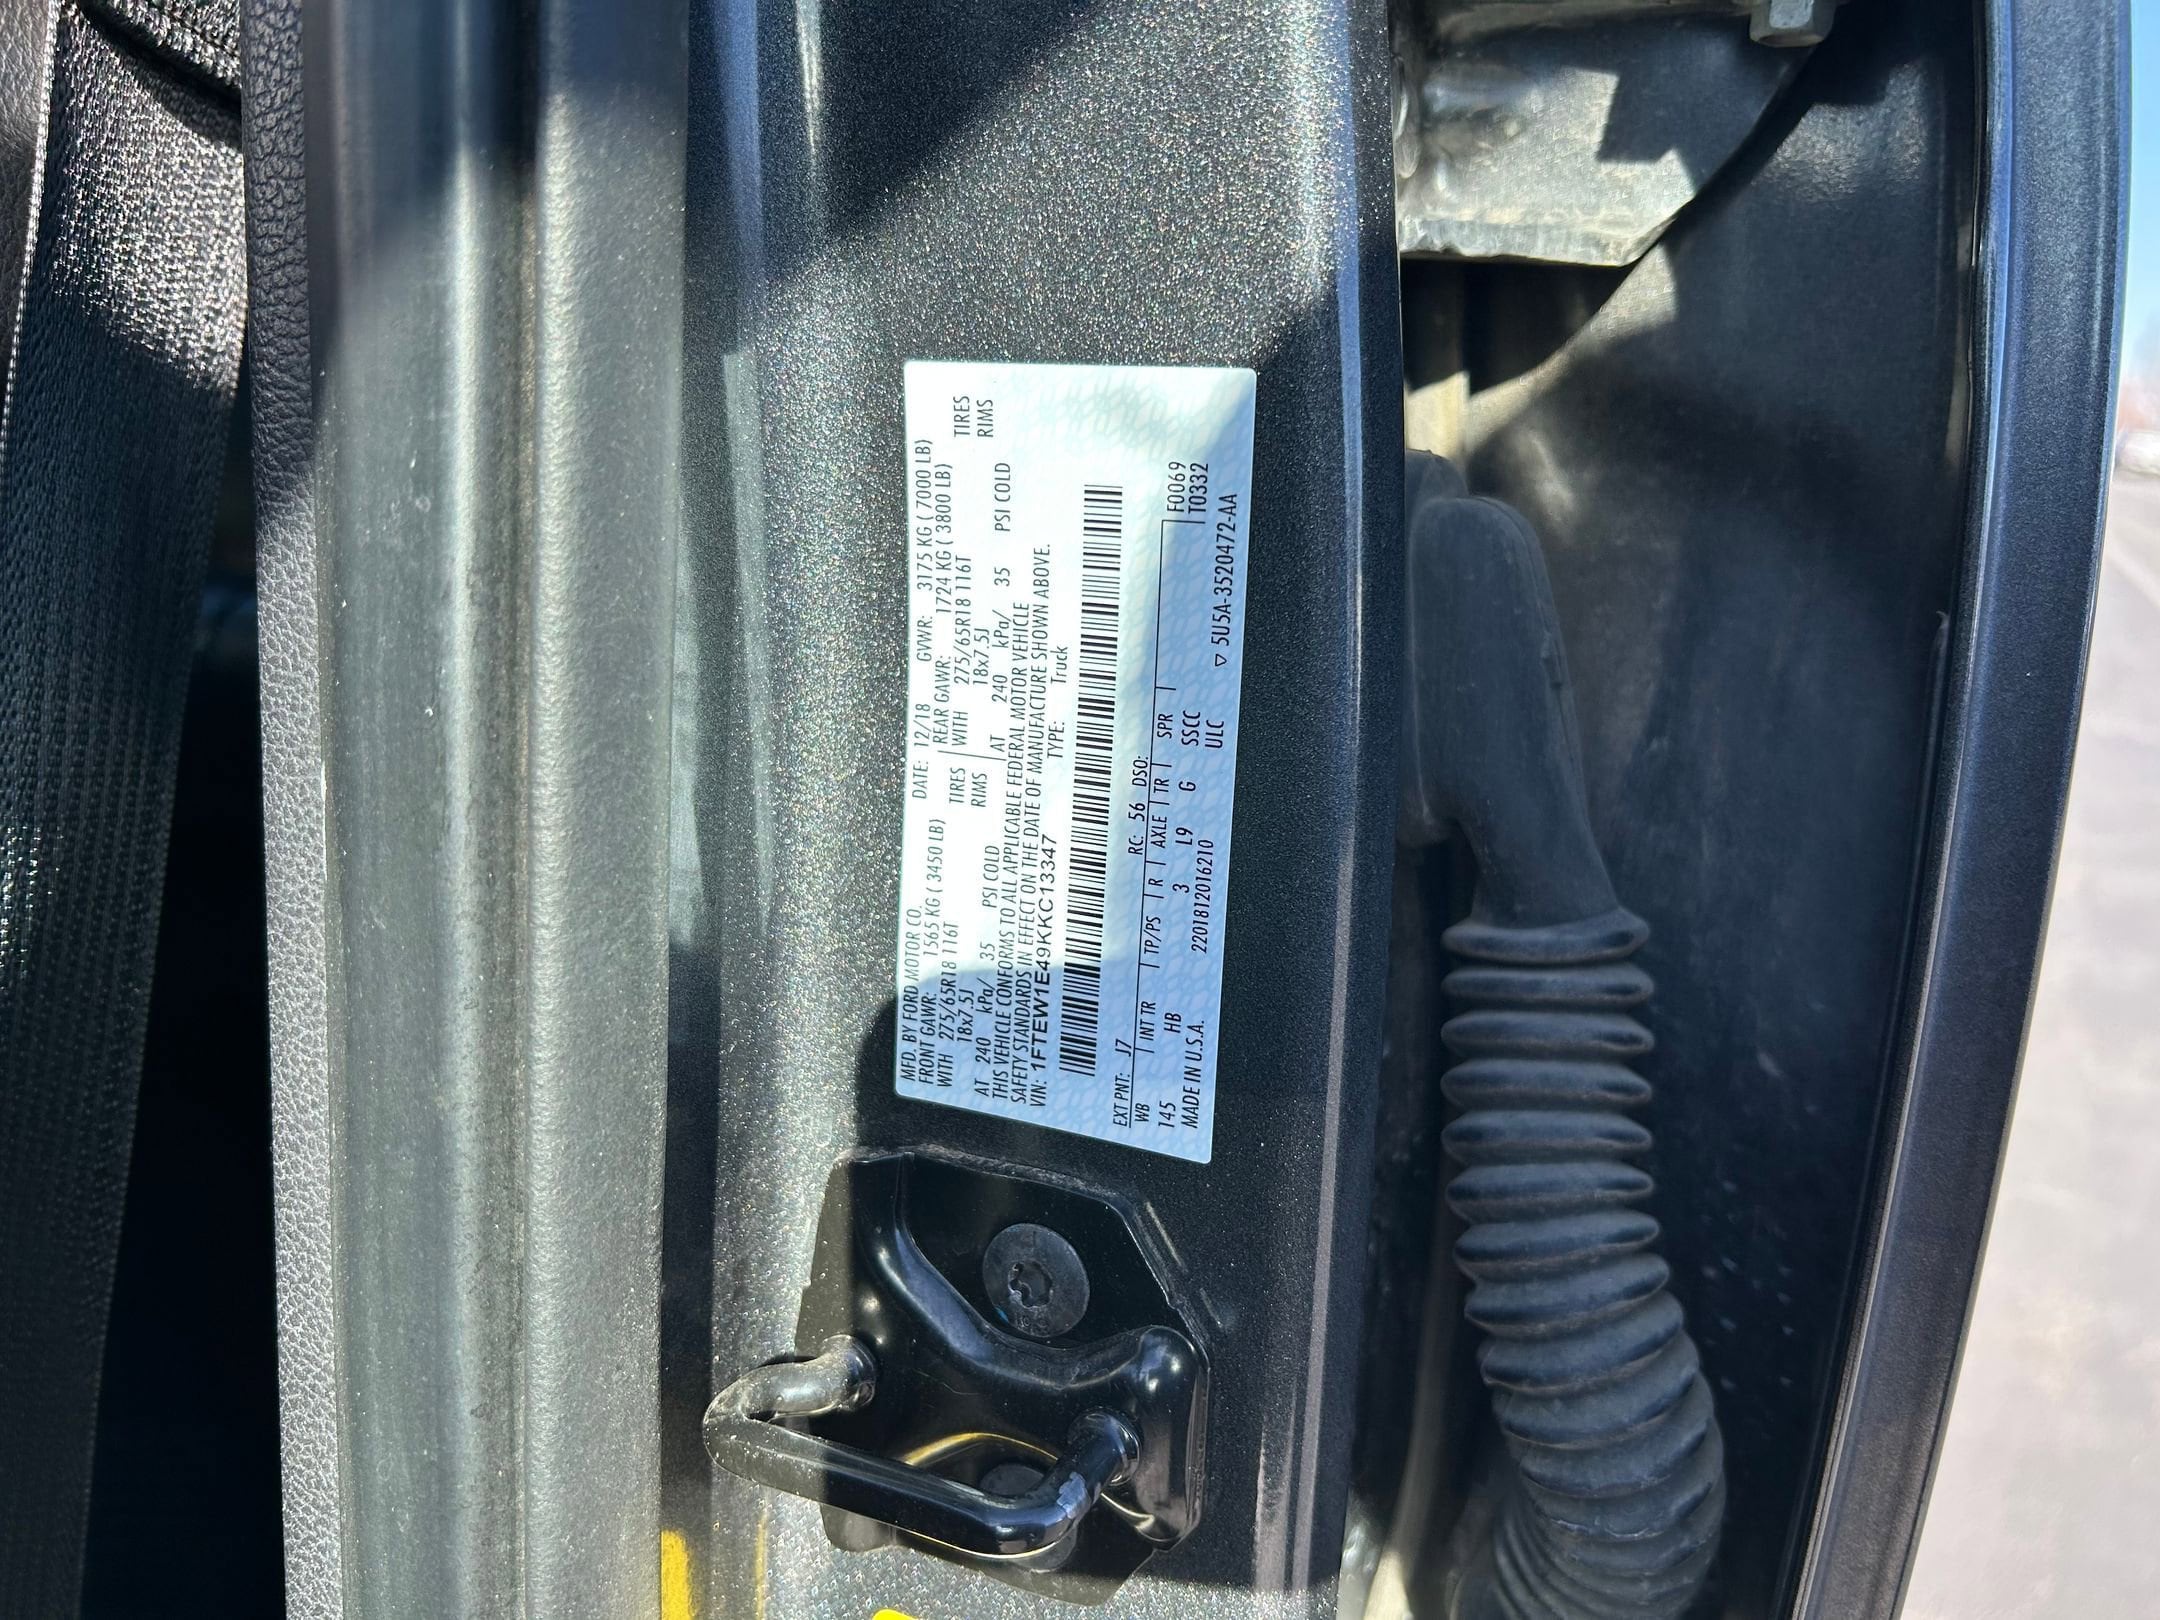 MFD. BY FORD MOTOR CO. DATE: 12/18 GVWR: 3175 KG ( 7000 LB)
FRONT GAWR: 1565 KG ( 3450 LB) REAR GAWR: 1724 KG ( 3800 LB)
WITH 275/65R18 116T TIRES WITH 275/65R18 116T TIRES
18x7.5J RIMS 18x7.5J RIMS
AT 240 kPa/ 35 PSI COLD AT 240 kPa/ 35 PSI COLD
THIS VEHICLE CONFORMS TO ALL APPLICABLE FEDERAL MOTOR VEHICLE
SAFETY STANDARDS IN EFFECT ON THE DATE OF MANUFACTURE SHOWN ABOVE.
VIN: 1FTEW1E49KKC13347 TYPE: Truck
EXT PNT: J7 RC: 56 DSO:
WB INT TR TP/PS R AXLE TR SPR F0069
145 HB 3 L9 G SSCC T0332
MADE IN U.S.A. 2201812016210 ULC ▽ 5U5A-3520472-AA